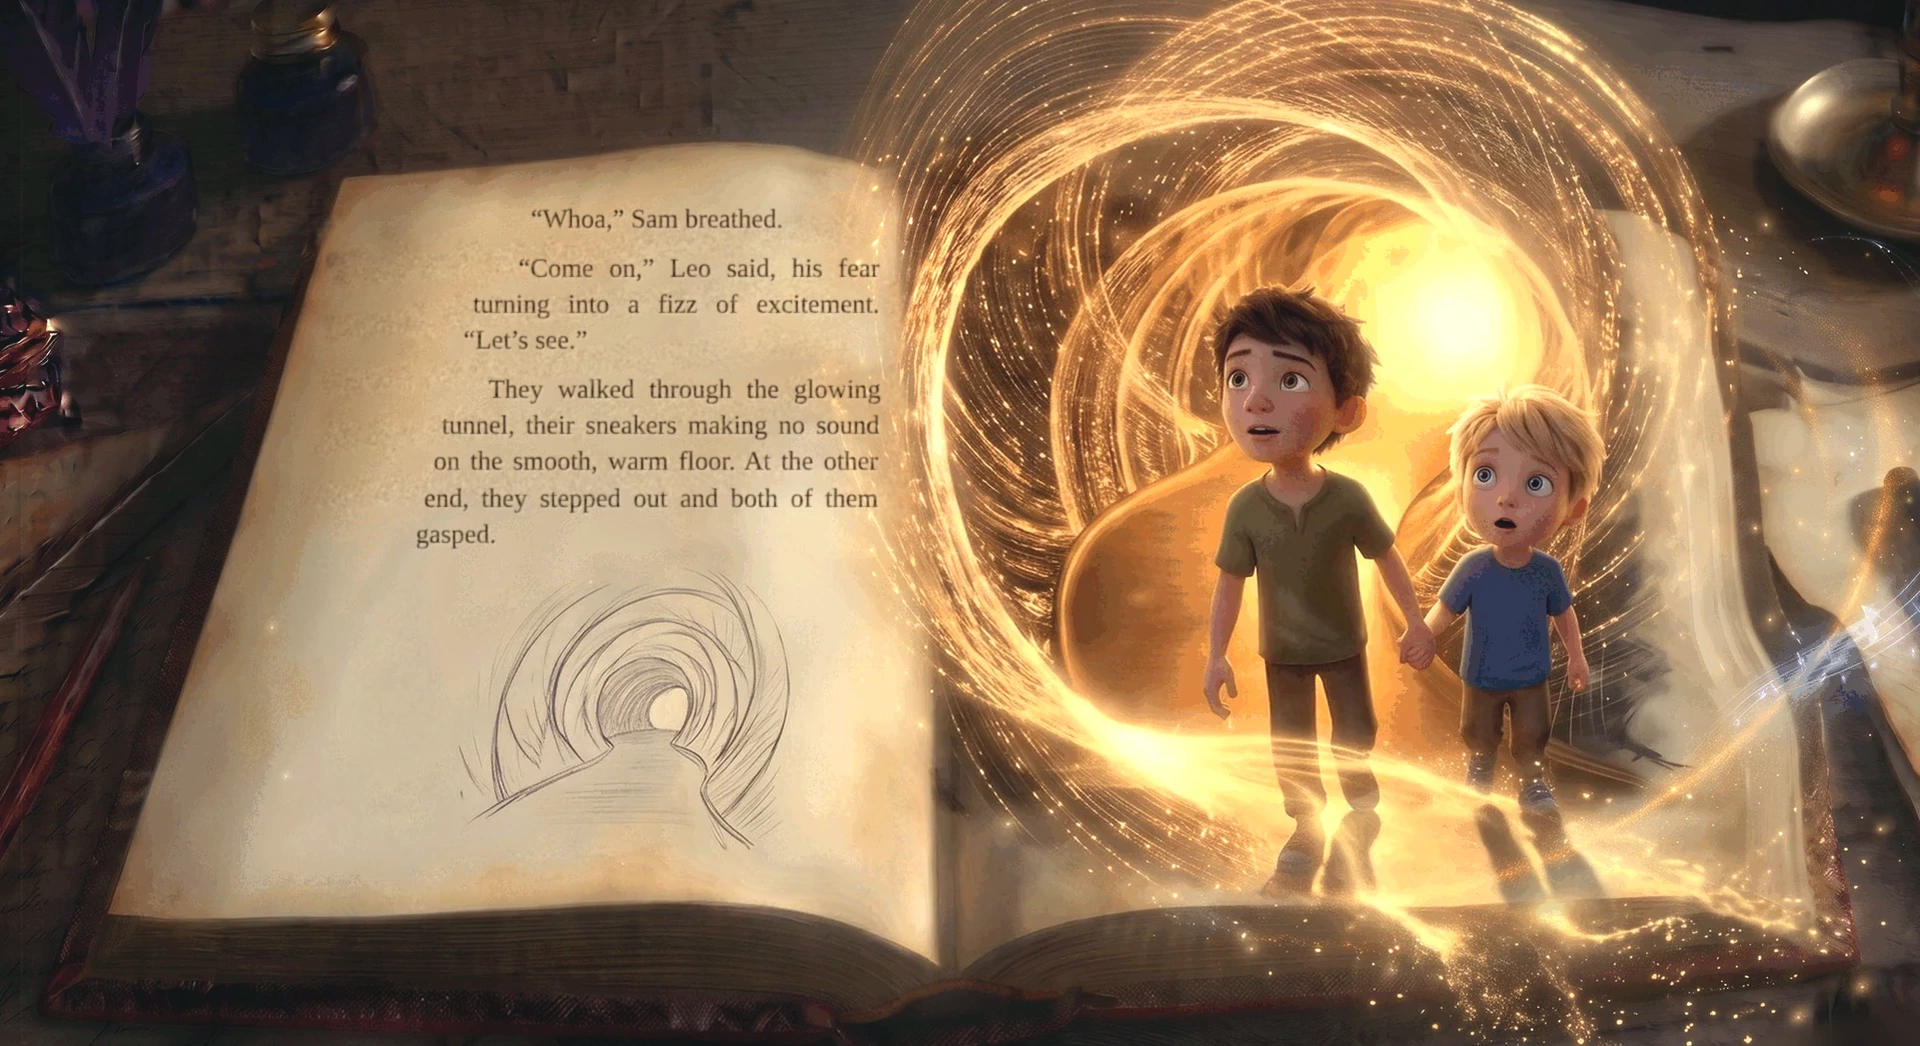 “Whoa,” Sam breathed.
“Come on,” Leo said, his fear
turning into a fizz of excitement.
“Let’s see.”
They walked through the glowing
tunnel, their sneakers making no sound
on the smooth, warm floor. At the other
end, they stepped out and both of them
gasped.